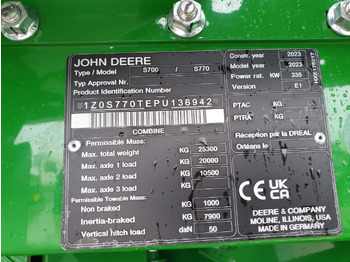 JOHN DEERE
Type / Model S700 / S770
Typ Approval No.
Product Identification Number
*1Z0S770TEPU136942*
COMBINE
Permissible Mass:
Max. total weight KG 25300
Max. axle 1 load KG 20000
Max. axle 2 load KG 10500
Max. axle 3 load KG
Permissible Towable Mass
Non braked KG 1000
Inertia-braked KG 7900
Vertical hitch load daN 50
Constr. year 2023
Model year 2023
Power rat. KW 335
Version E1
PTAC KG
PTRA KG
Réception par la DREAL
Orléans le
CE UK CA
DEERE & COMPANY
MOLINE, ILLINOIS, USA
MADE IN GERMANY